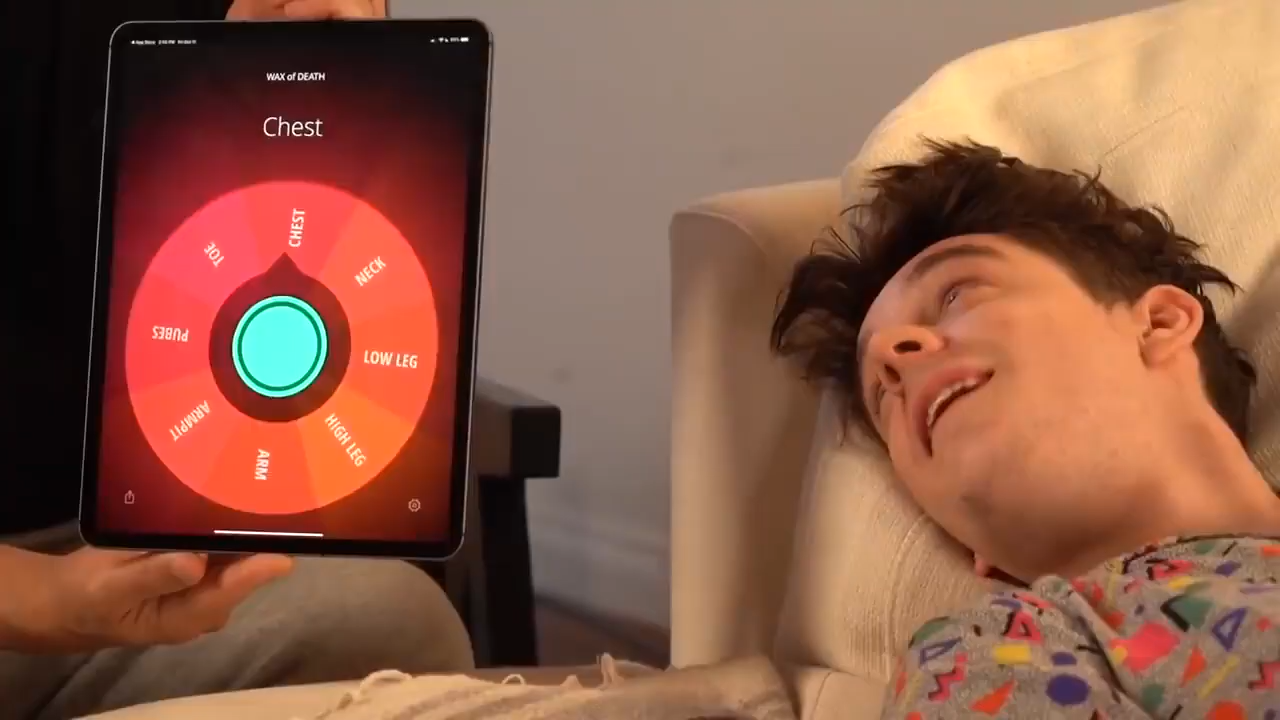 WAX of DEATH
Chest
CHEST
NECK
LOW LEG
HIGH LEG
ARM
ARMPIT
PUBES
TOE